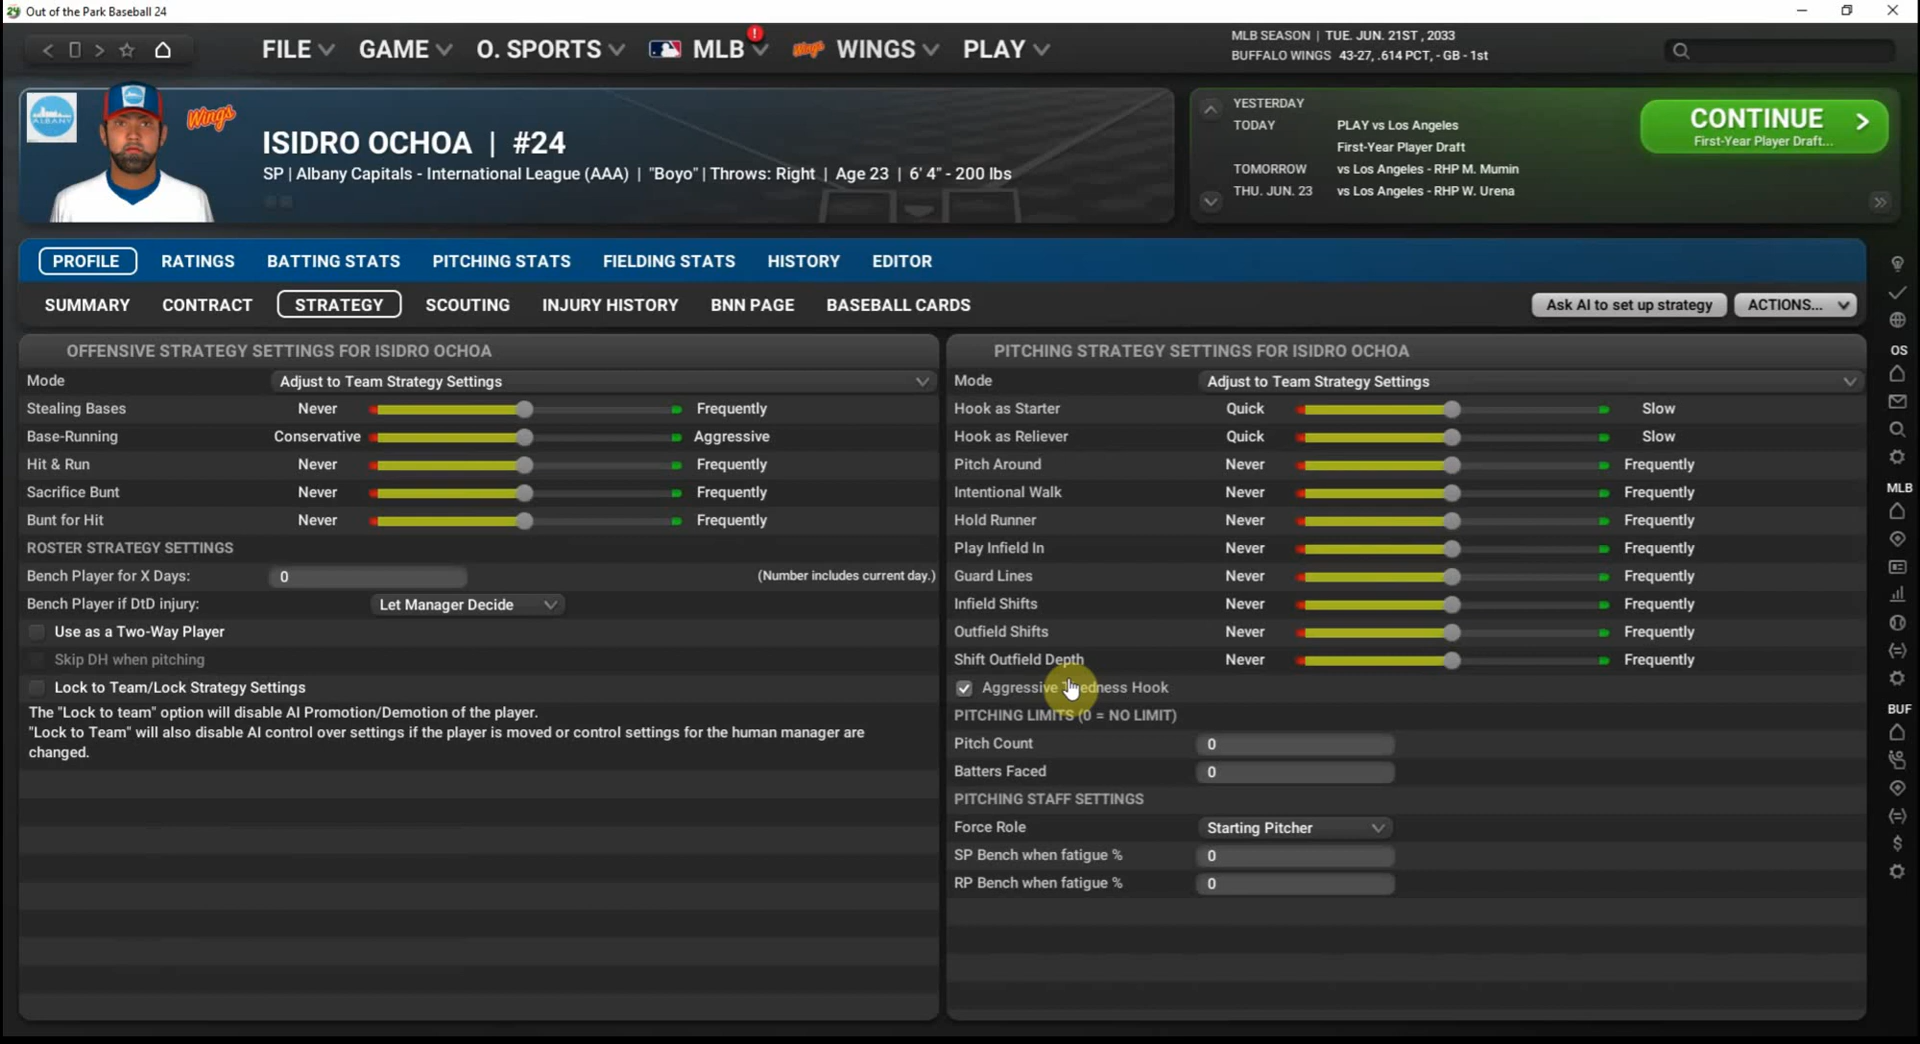 Out of the Park Baseball 24
FILE GAME O. SPORTS MLB WINGS PLAY
MLB SEASON | TUE. JUN. 21ST , 2033
BUFFALO WINGS 43-27, .614 PCT, - GB - 1st
ALBANY
Wings
ISIDRO OCHOA | #24
SP | Albany Capitals - International League (AAA) | "Boyo" | Throws: Right | Age 23 | 6' 4" - 200 lbs
YESTERDAY
TODAY PLAY vs Los Angeles
First-Year Player Draft
TOMORROW vs Los Angeles - RHP M. Mumin
THU. JUN. 23 vs Los Angeles - RHP W. Urena
CONTINUE
First-Year Player Draft...
PROFILE RATINGS BATTING STATS PITCHING STATS FIELDING STATS HISTORY EDITOR
SUMMARY CONTRACT STRATEGY SCOUTING INJURY HISTORY BNN PAGE BASEBALL CARDS
Ask AI to set up strategy ACTIONS...
OFFENSIVE STRATEGY SETTINGS FOR ISIDRO OCHOA
Mode Adjust to Team Strategy Settings
Stealing Bases Never Frequently
Base-Running Conservative Aggressive
Hit & Run Never Frequently
Sacrifice Bunt Never Frequently
Bunt for Hit Never Frequently
ROSTER STRATEGY SETTINGS
Bench Player for X Days: 0 (Number includes current day.)
Bench Player if DtD injury: Let Manager Decide
Use as a Two-Way Player
Skip DH when pitching
Lock to Team/Lock Strategy Settings
The "Lock to team" option will disable AI Promotion/Demotion of the player.
"Lock to Team" will also disable AI control over settings if the player is moved or control settings for the human manager are
changed.
PITCHING STRATEGY SETTINGS FOR ISIDRO OCHOA
Mode Adjust to Team Strategy Settings
Hook as Starter Quick Slow
Hook as Reliever Quick Slow
Pitch Around Never Frequently
Intentional Walk Never Frequently
Hold Runner Never Frequently
Play Infield In Never Frequently
Guard Lines Never Frequently
Infield Shifts Never Frequently
Outfield Shifts Never Frequently
Shift Outfield Depth Never Frequently
Aggressive Tiredness Hook
PITCHING LIMITS (0 = NO LIMIT)
Pitch Count 0
Batters Faced 0
PITCHING STAFF SETTINGS
Force Role Starting Pitcher
SP Bench when fatigue % 0
RP Bench when fatigue % 0
OS
MLB
BUF